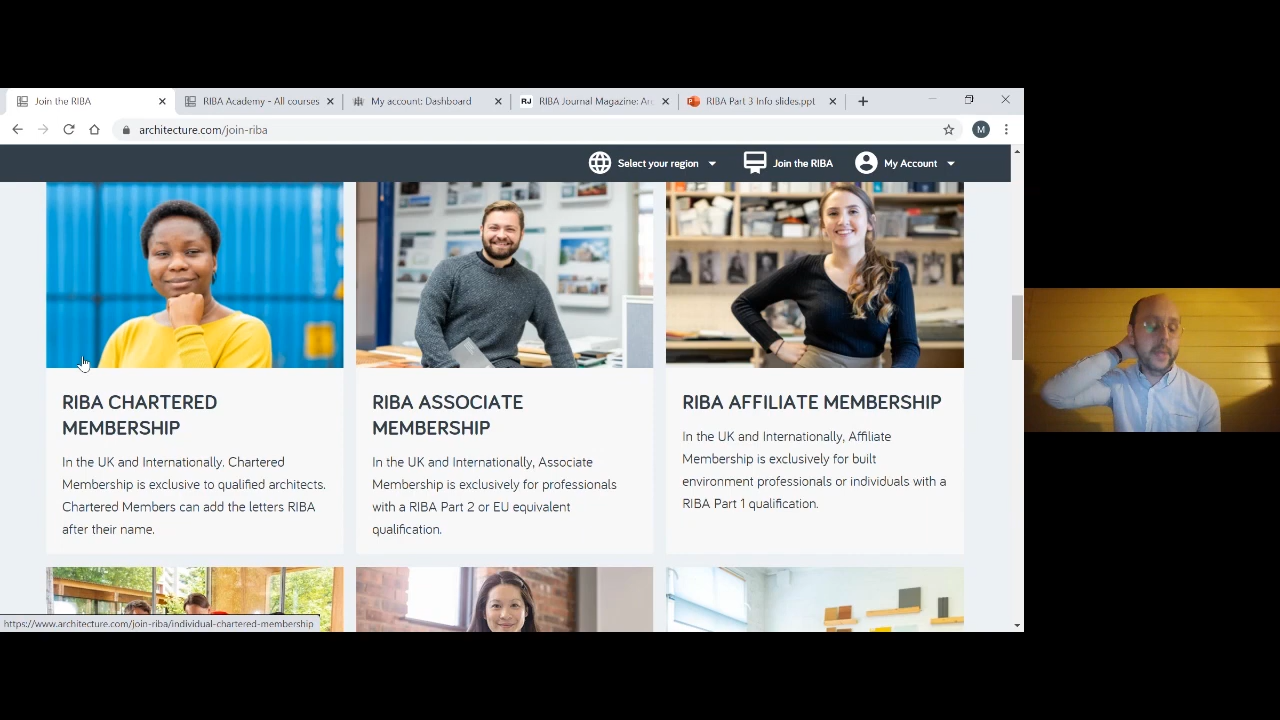 Join the RIBA
RIBA Academy - All courses
My account: Dashboard
RJ
RIBA Journal Magazine: Arc
RIBA Part 3 Info slides.ppt
architecture.com/join-riba
M
Select your region
Join the RIBA
My Account
RIBA CHARTERED
MEMBERSHIP
In the UK and Internationally. Chartered
Membership is exclusive to qualified architects.
Chartered Members can add the letters RIBA
after their name.
RIBA ASSOCIATE
MEMBERSHIP
In the UK and Internationally, Associate
Membership is exclusively for professionals
with a RIBA Part 2 or EU equivalent
qualification.
RIBA AFFILIATE MEMBERSHIP
In the UK and Internationally, Affiliate
Membership is exclusively for built
environment professionals or individuals with a
RIBA Part 1 qualification.
https://www.architecture.com/join-riba/individual-chartered-membership